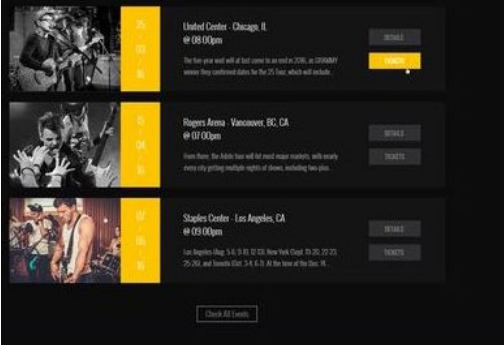 25
03
16
United Center - Chicago, IL
@ 08:00pm
The five-year wait will at last come to an end in 2016, as GRAMMY
winner they confirmed dates for the 25 Tour, which will include...
DETAILS
TICKETS
15
04
16
Rogers Arena - Vancouver, BC, CA
@ 07:00pm
From there, the Adele tour will hit most major markets, with nearly
every city getting multiple nights of shows, including two-plus...
DETAILS
TICKETS
07
06
16
Staples Center - Los Angeles, CA
@ 09:00pm
Los Angeles (Aug. 5-6, 9-10, 12-13), New York (Sept. 19-20, 22-23,
25-26), and Toronto (Oct. 3-4, 6-7). At the time of the Dec. 14...
DETAILS
TICKETS
Check All Events